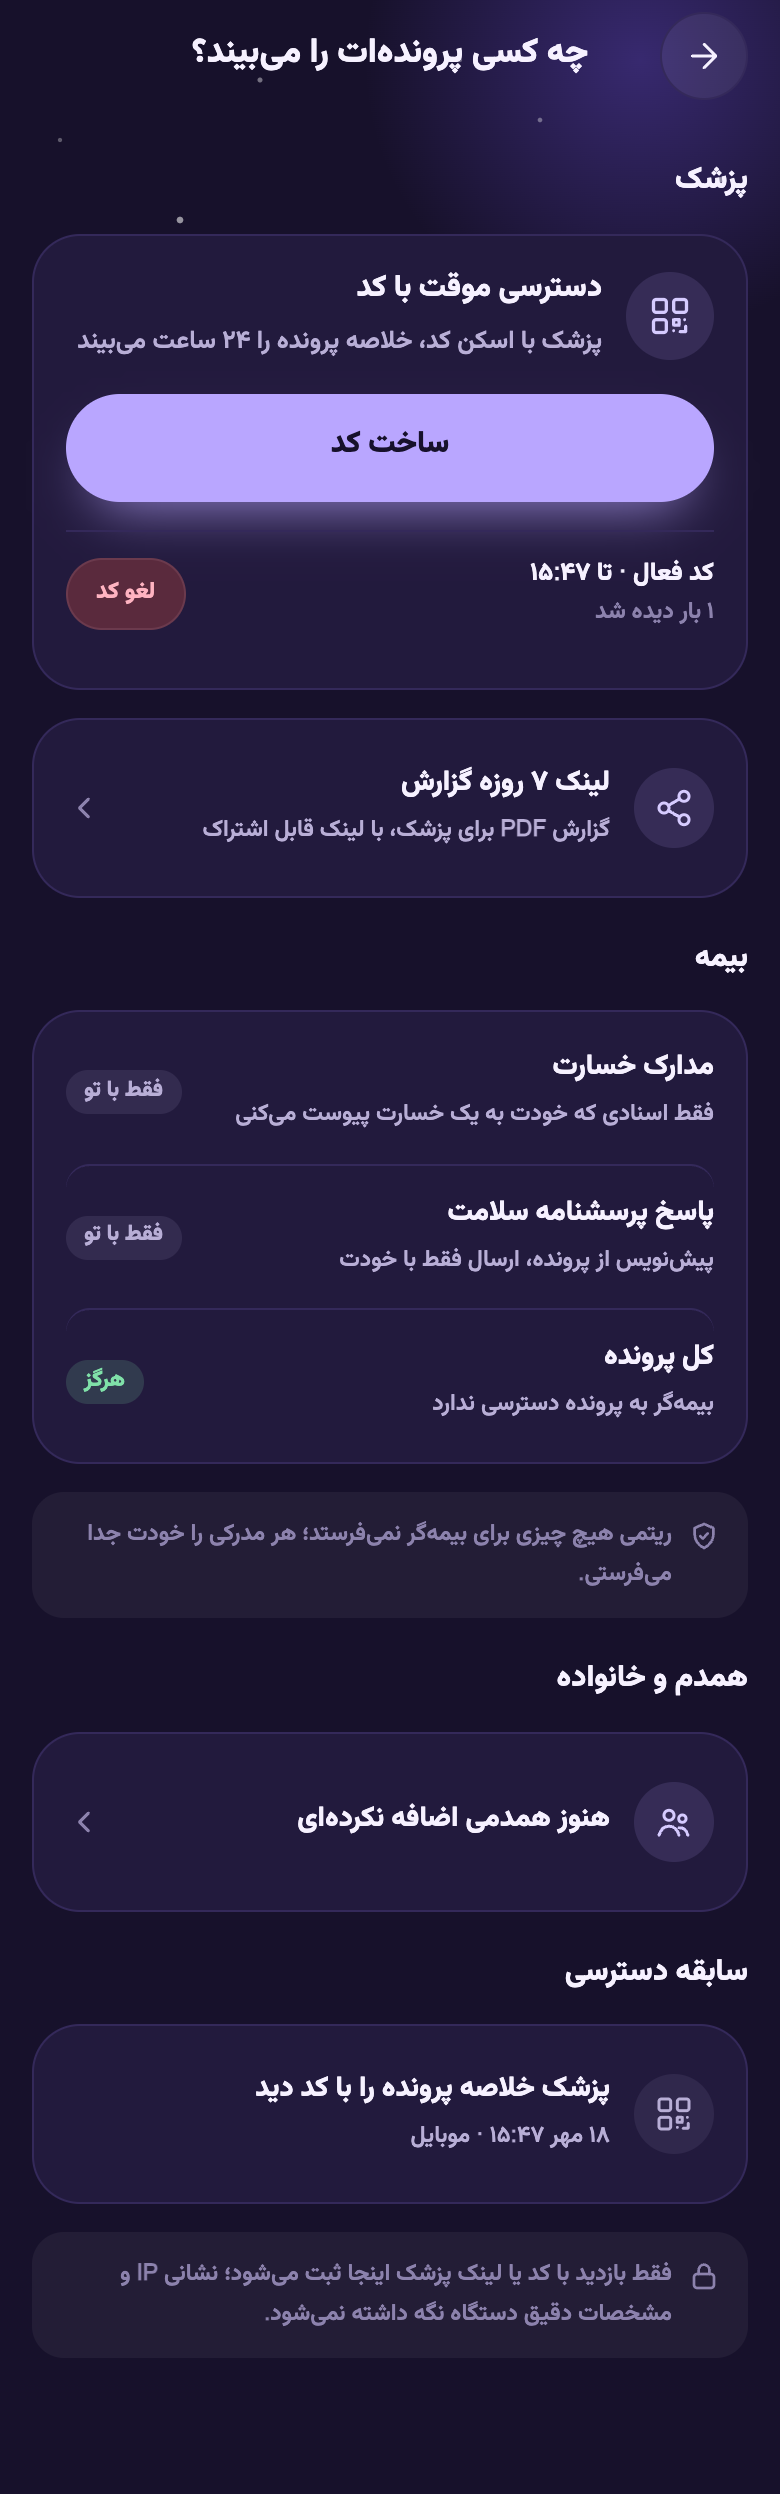 چه کسی پرونده‌ات را می‌بیند؟
پزشک
دسترسی موقت با کد
پزشک با اسکن کد، خلاصه پرونده را ۲۴ ساعت می‌بیند
ساخت کد
کد فعال · تا ۱۵:۴۷
۱ بار دیده شد
لغو کد
لینک ۷ روزه گزارش
گزارش PDF برای پزشک، با لینک قابل اشتراک
بیمه
مدارک خسارت
فقط اسنادی که خودت به یک خسارت پیوست می‌کنی
فقط با تو
پاسخ پرسشنامه سلامت
پیش‌نویس از پرونده، ارسال فقط با خودت
فقط با تو
کل پرونده
بیمه‌گر به پرونده دسترسی ندارد
هرگز
ریتمی هیچ چیزی برای بیمه‌گر نمی‌فرستد؛ هر مدرکی را خودت جدا
می‌فرستی.
همدم و خانواده
هنوز همدمی اضافه نکرده‌ای
سابقه دسترسی
پزشک خلاصه پرونده را با کد دید
۱۸ مهر ۱۵:۴۷ · موبایل
فقط بازدید با کد یا لینک پزشک اینجا ثبت می‌شود؛ نشانی IP و
مشخصات دقیق دستگاه نگه داشته نمی‌شود.